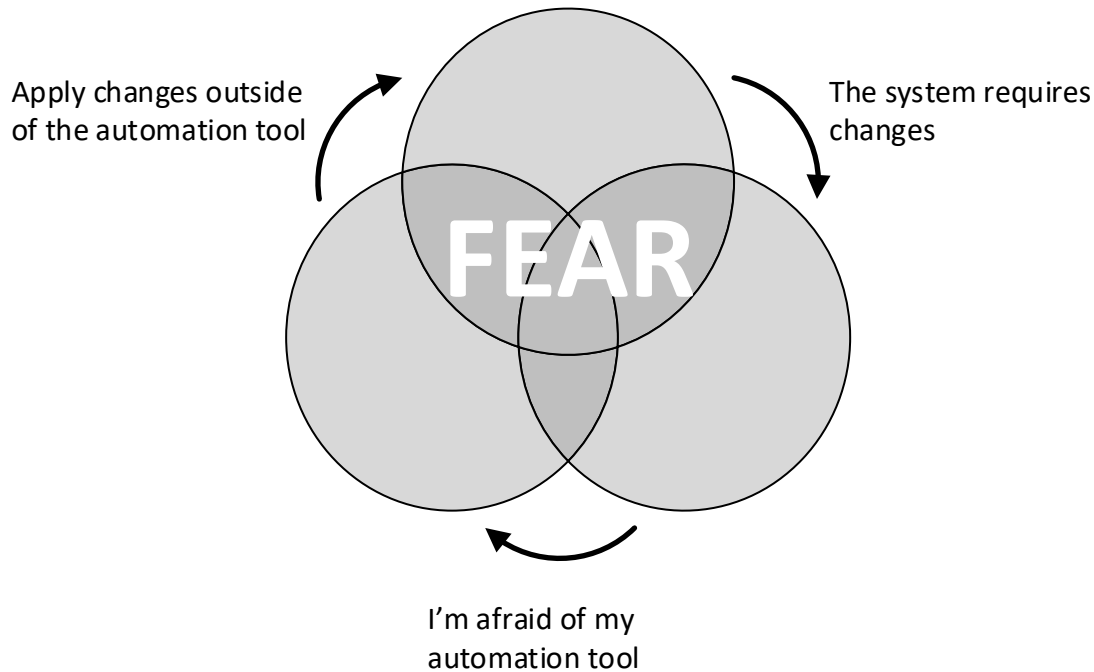 Apply changes outside
of the automation tool
The system requires
changes
FEAR
I’m afraid of my
automation tool